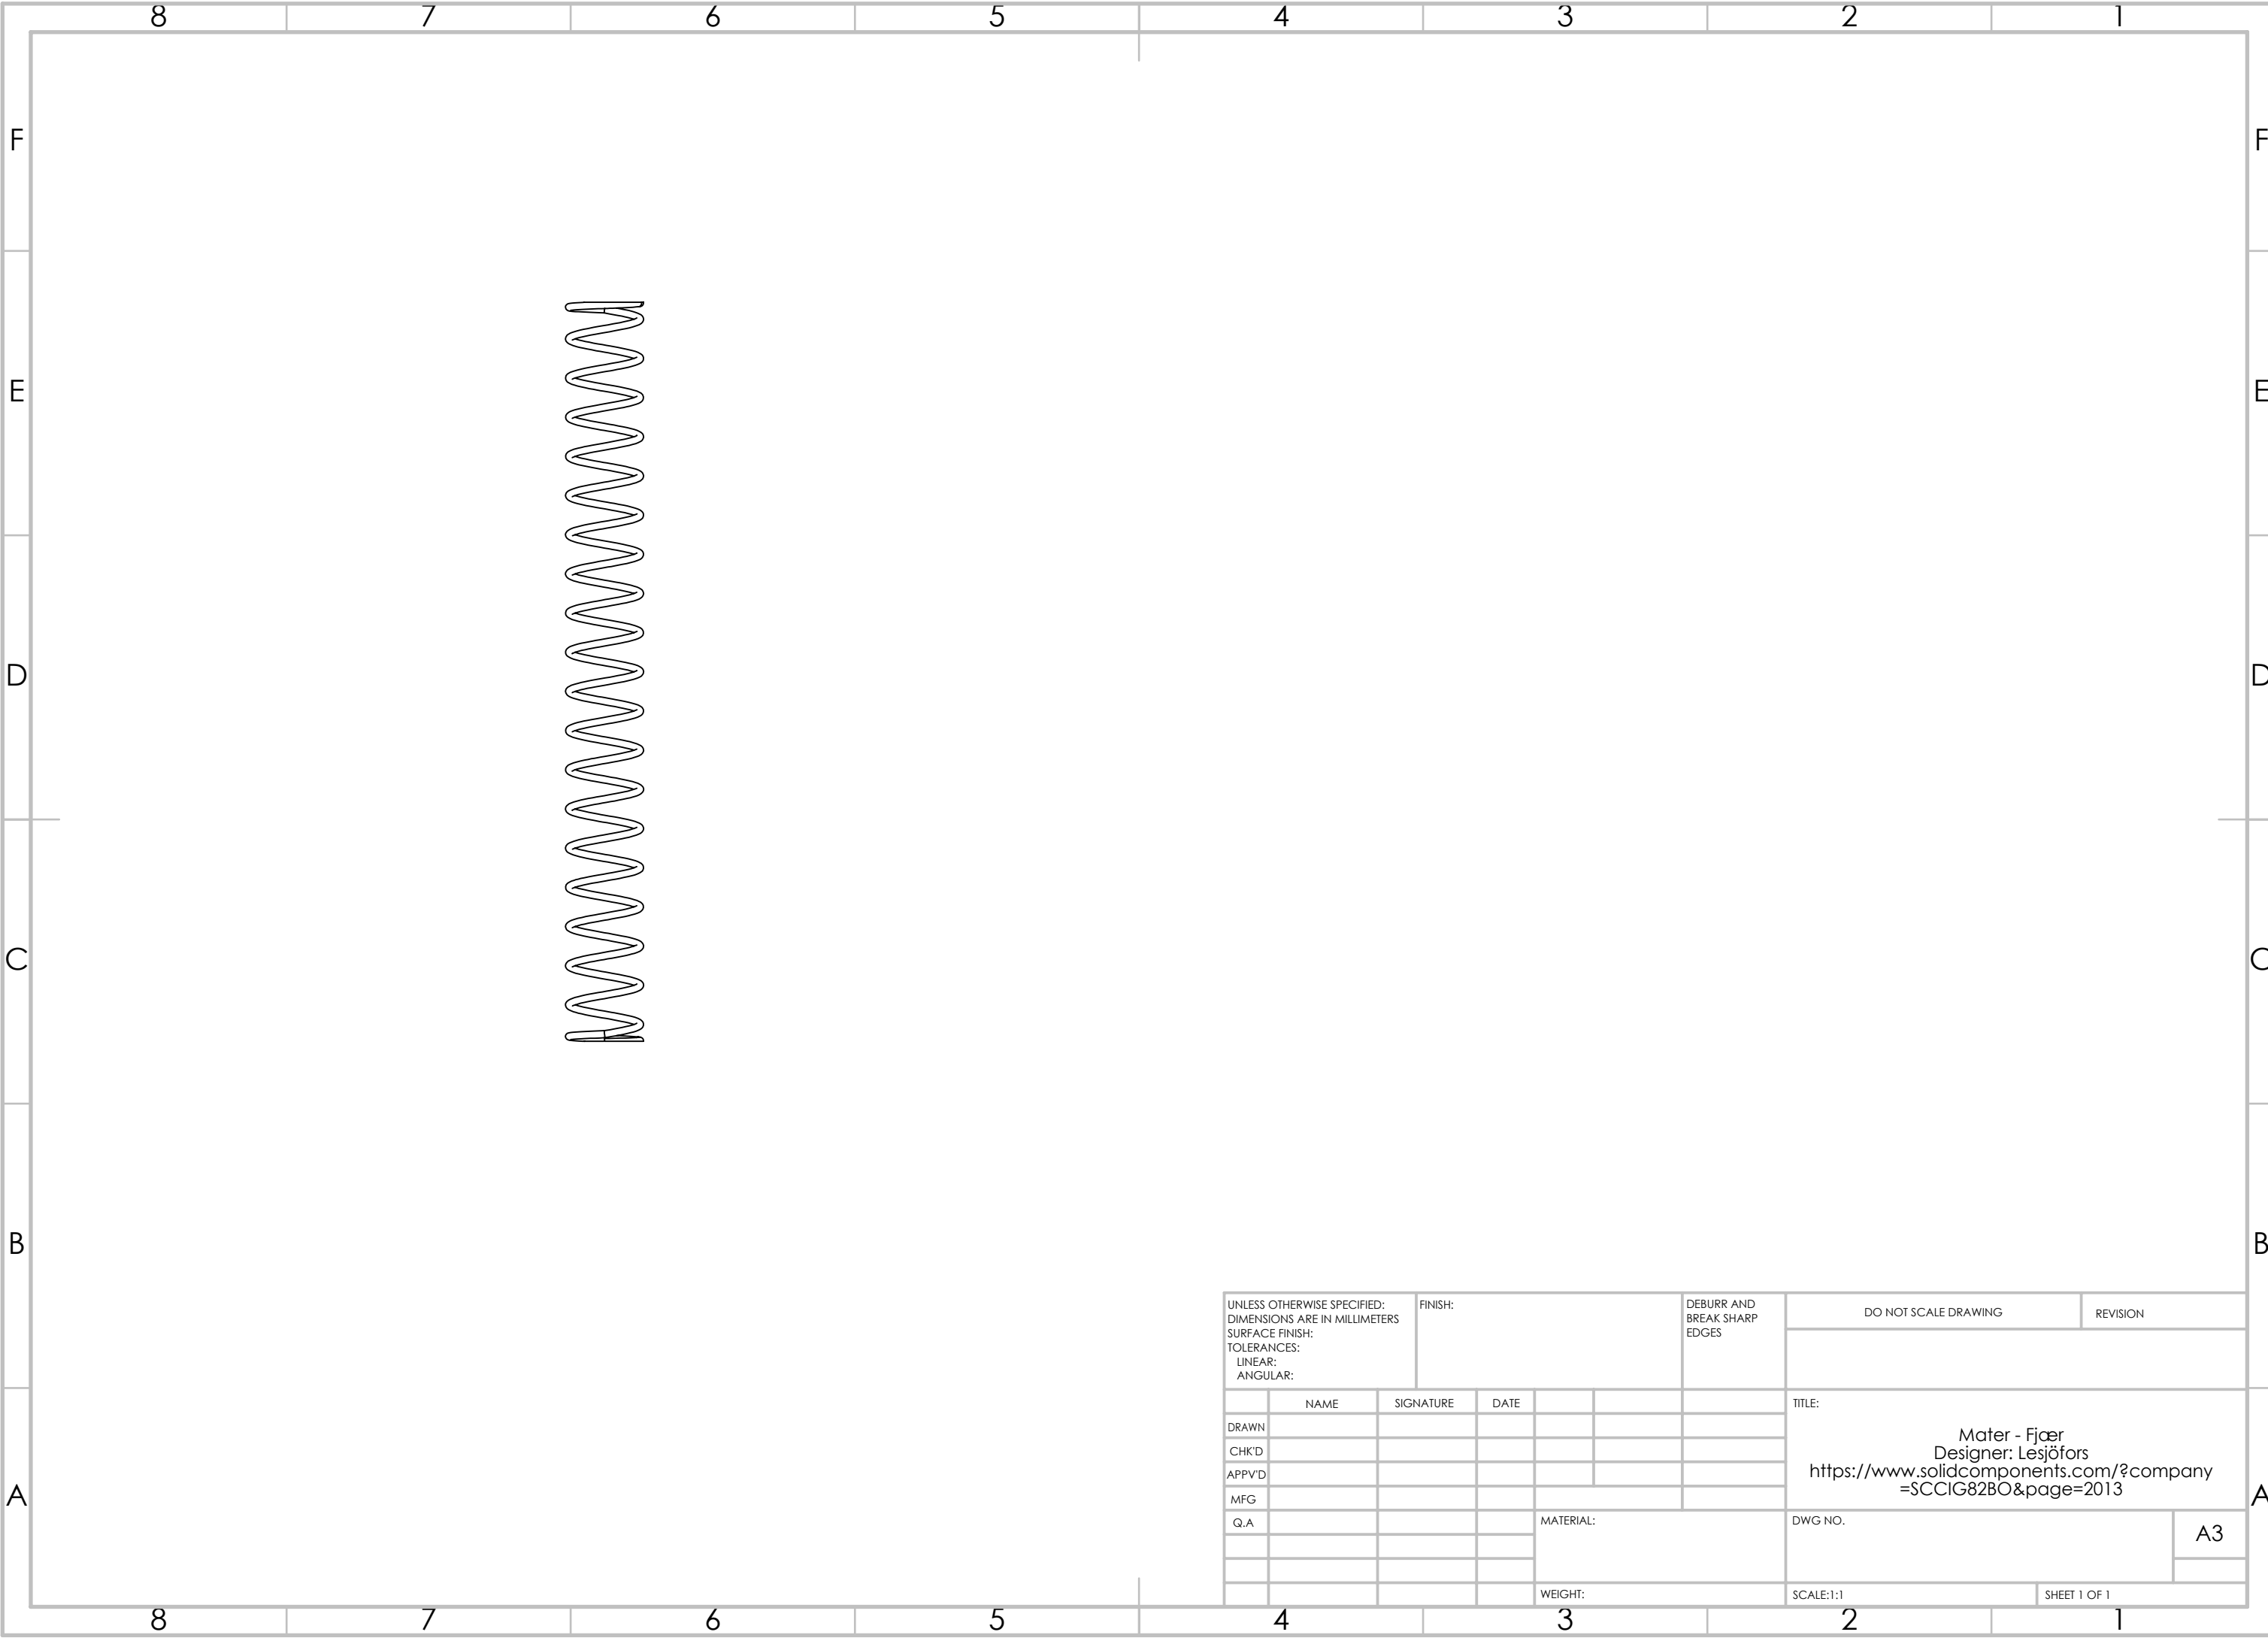 8 7 6 5 4 3 2 1
F F
E E
D D
C C
B B
A A
UNLESS OTHERWISE SPECIFIED:
DIMENSIONS ARE IN MILLIMETERS
SURFACE FINISH:
TOLERANCES:
LINEAR:
ANGULAR:
FINISH:
DEBURR AND
BREAK SHARP
EDGES
DO NOT SCALE DRAWING
REVISION
NAME SIGNATURE DATE
DRAWN
CHK'D
APPV'D
MFG
Q.A
TITLE:
Mater - Fjær
Designer: Lesjöfors
https://www.solidcomponents.com/?company
=SCCIG82BO&page=2013
MATERIAL:
DWG NO.
A3
WEIGHT:
SCALE:1:1
SHEET 1 OF 1
8 7 6 5 4 3 2 1